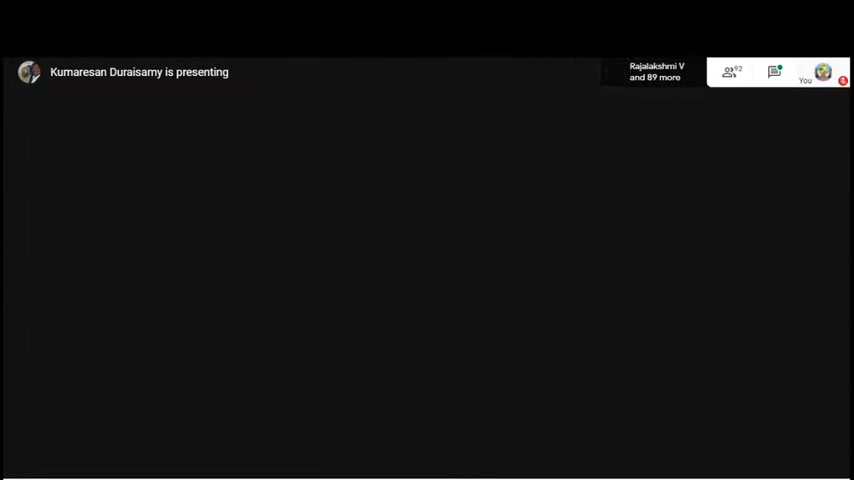 Kumaresan Duraisamy is presenting
Rajalakshmi V
and 89 more
92
You